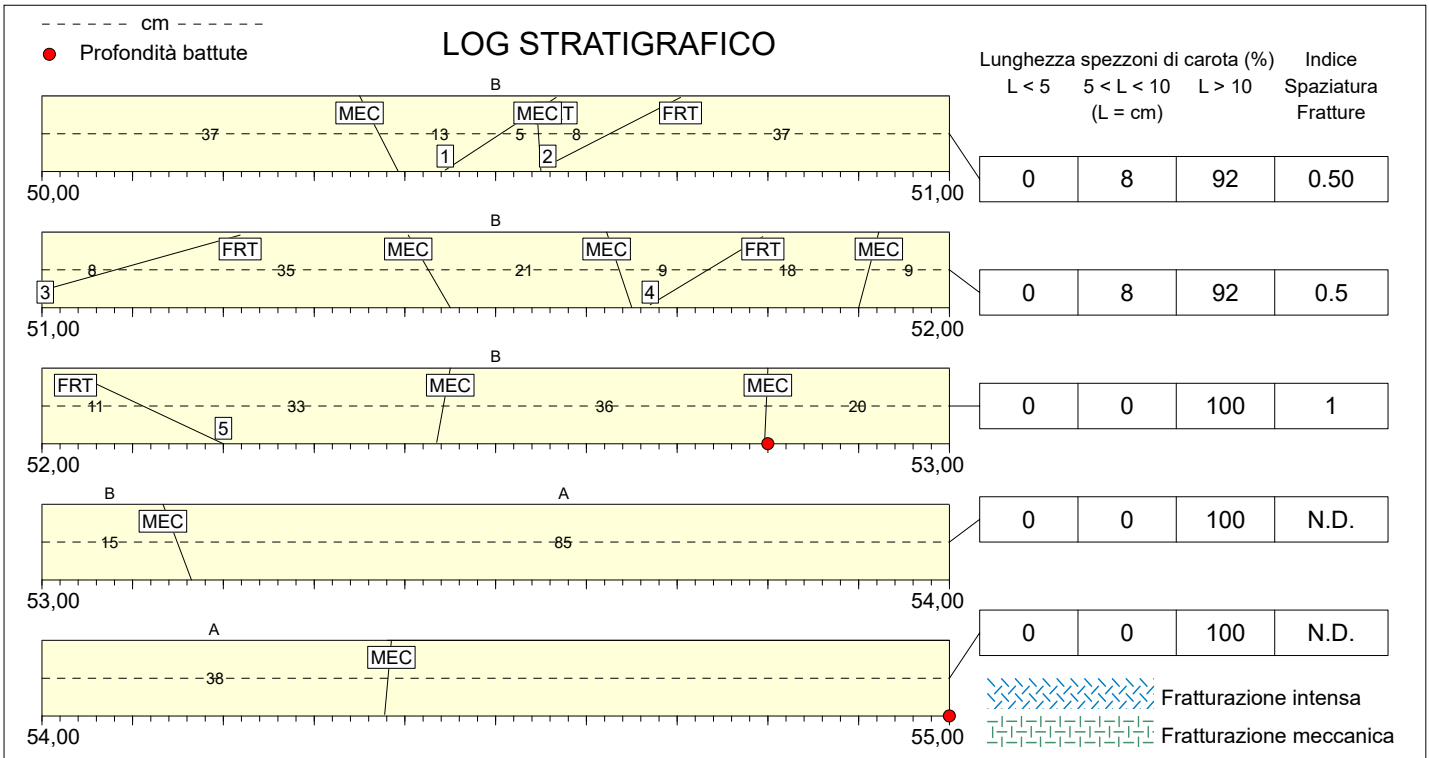 cm
Profondità battute
LOG STRATIGRAFICO
Lunghezza spezzoni di carota (%) Indice
L < 5 5 < L < 10 L > 10 Spaziatura
(L = cm) Fratture
B
MEC MEC T FRT
37 13 5 8 37
1 2
50,00 51,00
0 8 92 0.50
B
FRT MEC MEC FRT MEC
8 35 21 9 18 9
3 4
51,00 52,00
0 8 92 0.5
B
FRT MEC MEC
11 33 36 20
5
52,00 53,00
0 0 100 1
B A
MEC
15 85
53,00 54,00
0 0 100 N.D.
A
MEC
38
54,00 55,00
0 0 100 N.D.
Fratturazione intensa
Fratturazione meccanica